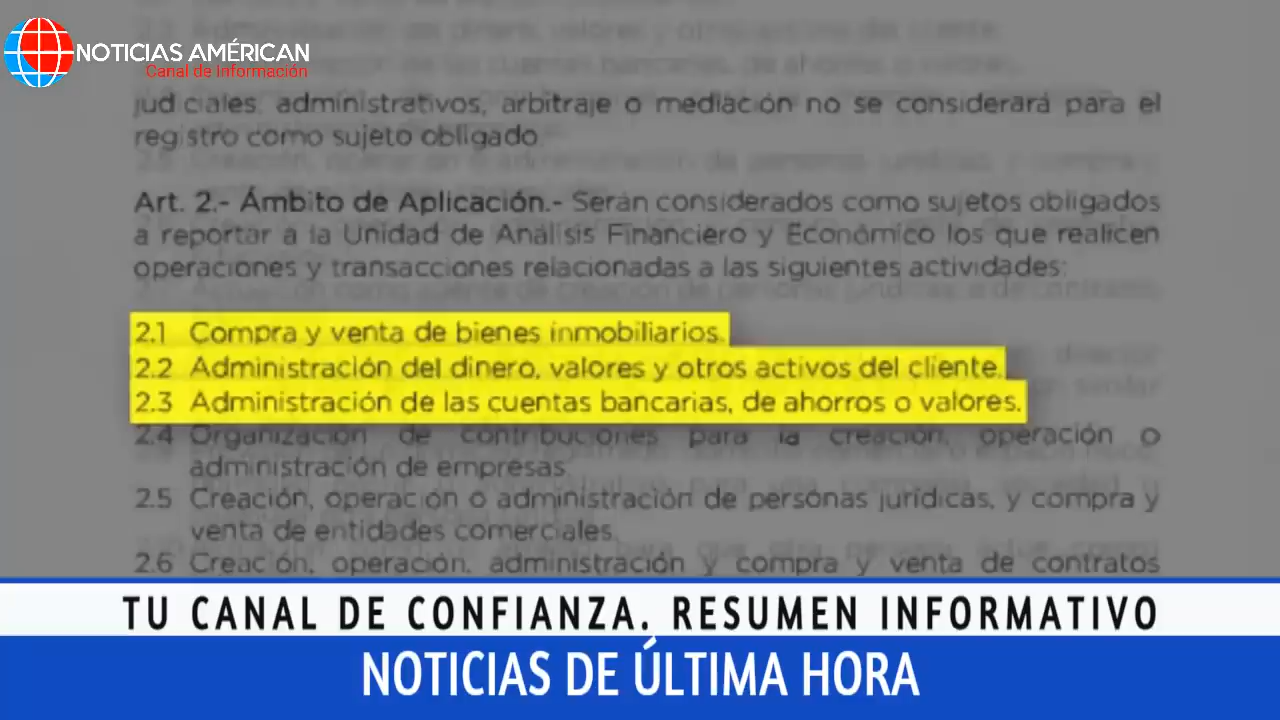 NOTICIAS AMÉRICAN
Canal de Información
judiciales, administrativos, arbitraje o mediación no se considerará para el
registro como sujeto obligado.
Art. 2.- Ámbito de Aplicación.- Serán considerados como sujetos obligados
a reportar a la Unidad de Análisis Financiero y Económico los que realicen
operaciones y transacciones relacionadas a las siguientes actividades:
2.1 Compra y venta de bienes inmobiliarios.
2.2 Administración del dinero, valores y otros activos del cliente.
2.3 Administración de las cuentas bancarias, de ahorros o valores.
2.4 Organización de contribuciones para la creación, operación o
administración de empresas.
2.5 Creación, operación o administración de personas jurídicas, y compra y
venta de entidades comerciales.
2.6 Creación, operación, administración y compra y venta de contratos
TU CANAL DE CONFIANZA. RESUMEN INFORMATIVO
NOTICIAS DE ÚLTIMA HORA